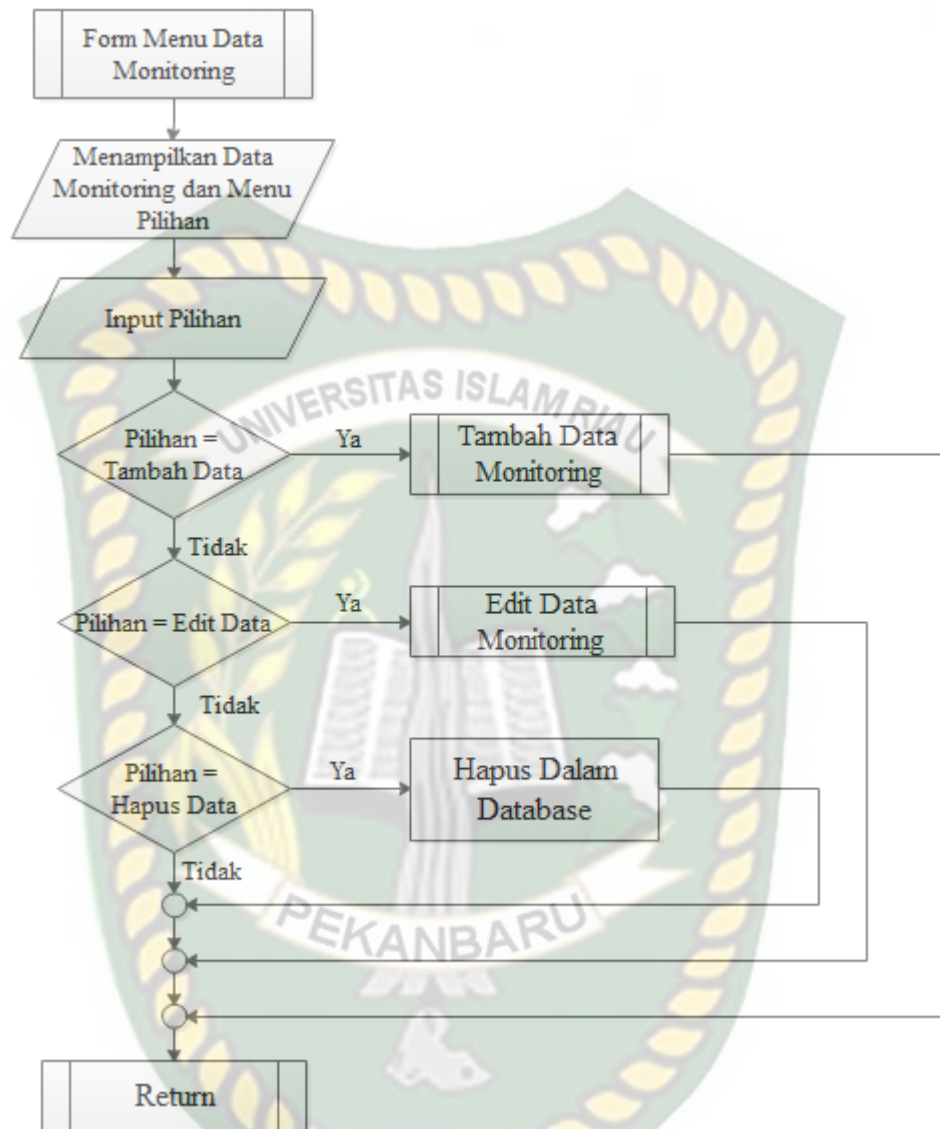 Form Menu Data
Monitoring
Menampilkan Data
Monitoring dan Menu
Pilihan
Input Pilihan
UNIVERSITAS ISLAM RIAU
Pilihan =
Tambah Data
Ya
Tambah Data
Monitoring
Tidak
Pilihan = Edit Data
Ya
Edit Data
Monitoring
Tidak
Pilihan =
Hapus Data
Ya
Hapus Dalam
Database
Tidak
PEKANBARU
Return